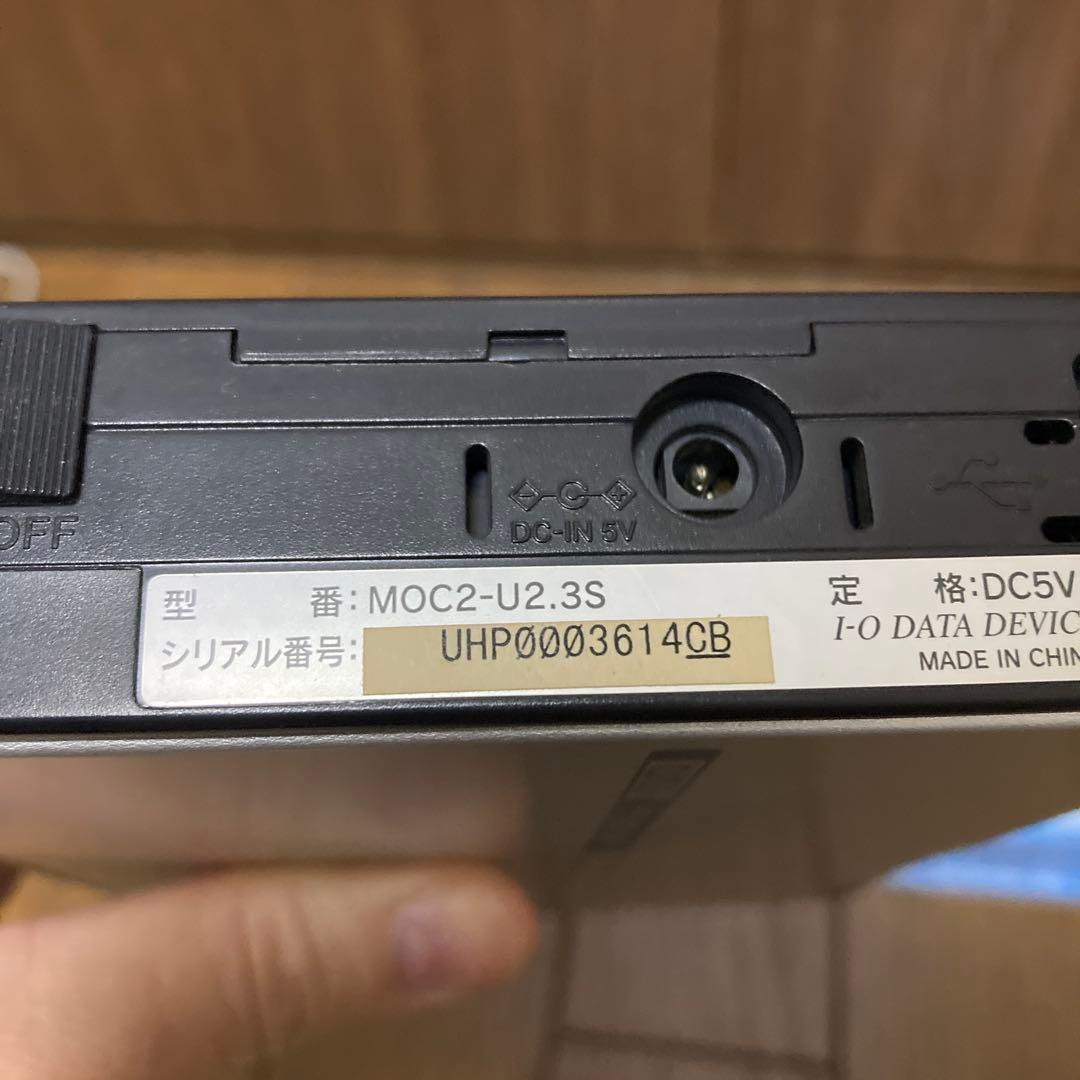 OFF
DC-IN 5V
型 番: MOC2-U2.3S
シリアル番号: UHP0003614CB
定 格:DC5V
I-O DATA DEVIC
MADE IN CHIN